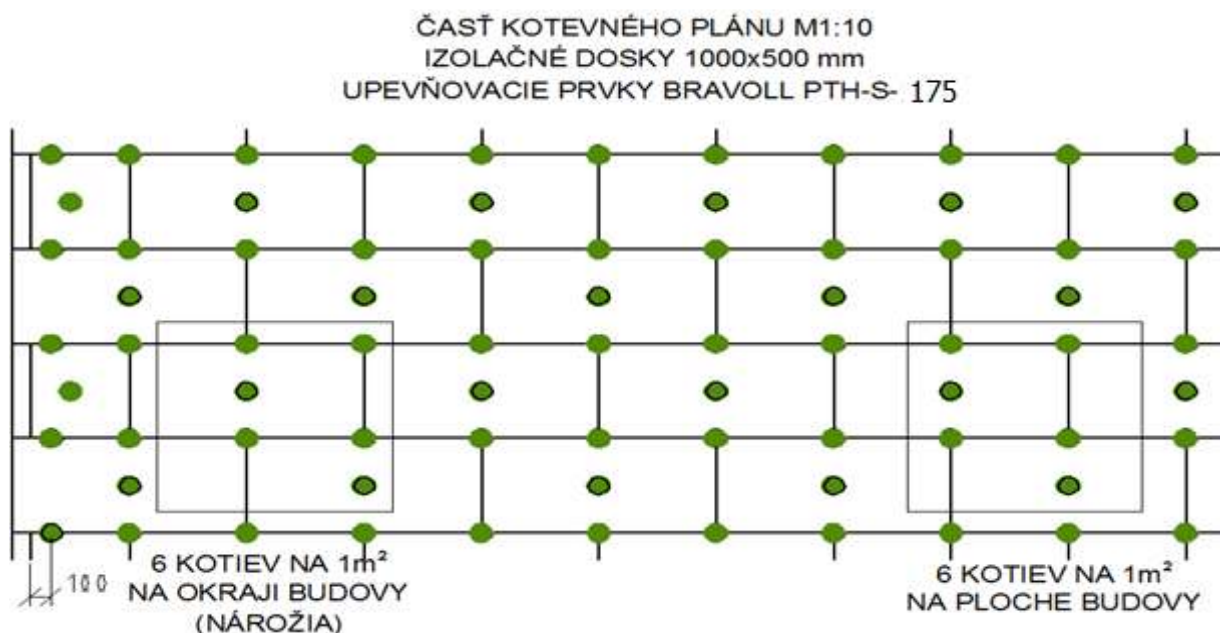 ČASŤ KOTEVNÉHO PLÁNU M1:10
IZOLAČNÉ DOSKY 1000x500 mm
UPEVŇOVACIE PRVKY BRAVOLL PTH-S- 175
100
6 KOTIEV NA 1m²
NA OKRAJI BUDOVY
(NÁROŽIA)
6 KOTIEV NA 1m²
NA PLOCHE BUDOVY